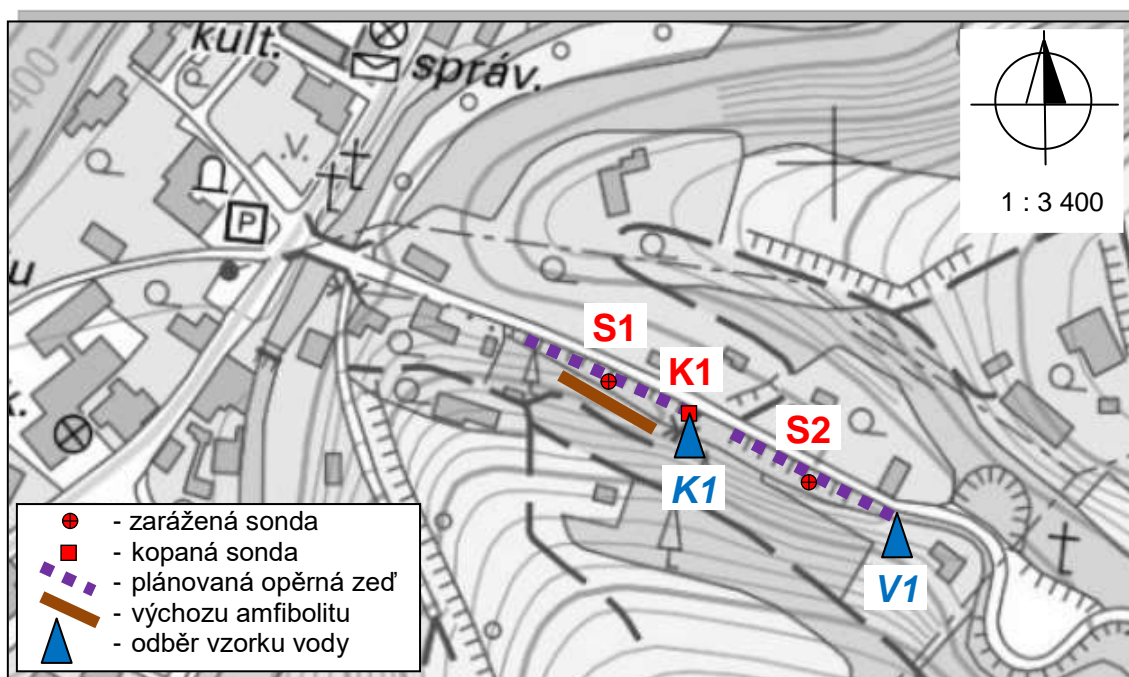 kult.
správ.
400
.V.
P
u
k.
1 : 3 400
S1
K1
S2
K1
V1
- zarážená sonda
- kopaná sonda
- plánovaná opěrná zeď
- výchozu amfibolitu
- odběr vzorku vody